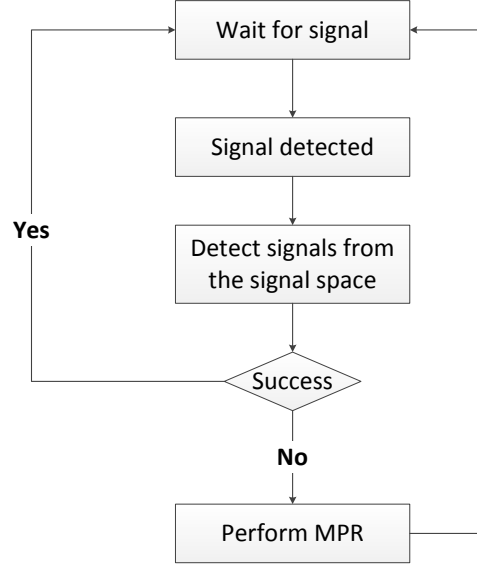 Wait for signal
Signal detected
Yes
Detect signals from
the signal space
Success
No
Perform MPR